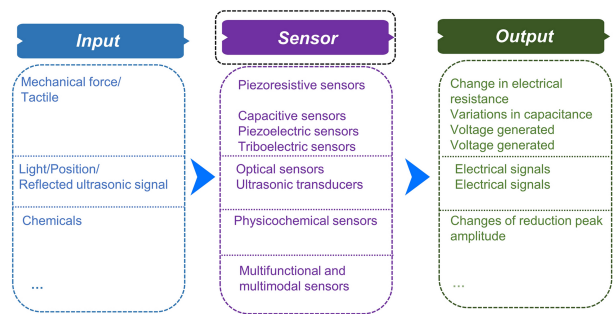 Input
Mechanical force/
Tactile
Light/Position/
Reflected ultrasonic signal
Chemicals
...
Sensor
Piezoresistive sensors
Capacitive sensors
Piezoelectric sensors
Triboelectric sensors
Optical sensors
Ultrasonic transducers
Physicochemical sensors
Multifunctional and
multimodal sensors
Output
Change in electrical
resistance
Variations in capacitance
Voltage generated
Voltage generated
Electrical signals
Electrical signals
Changes of reduction peak
amplitude
...